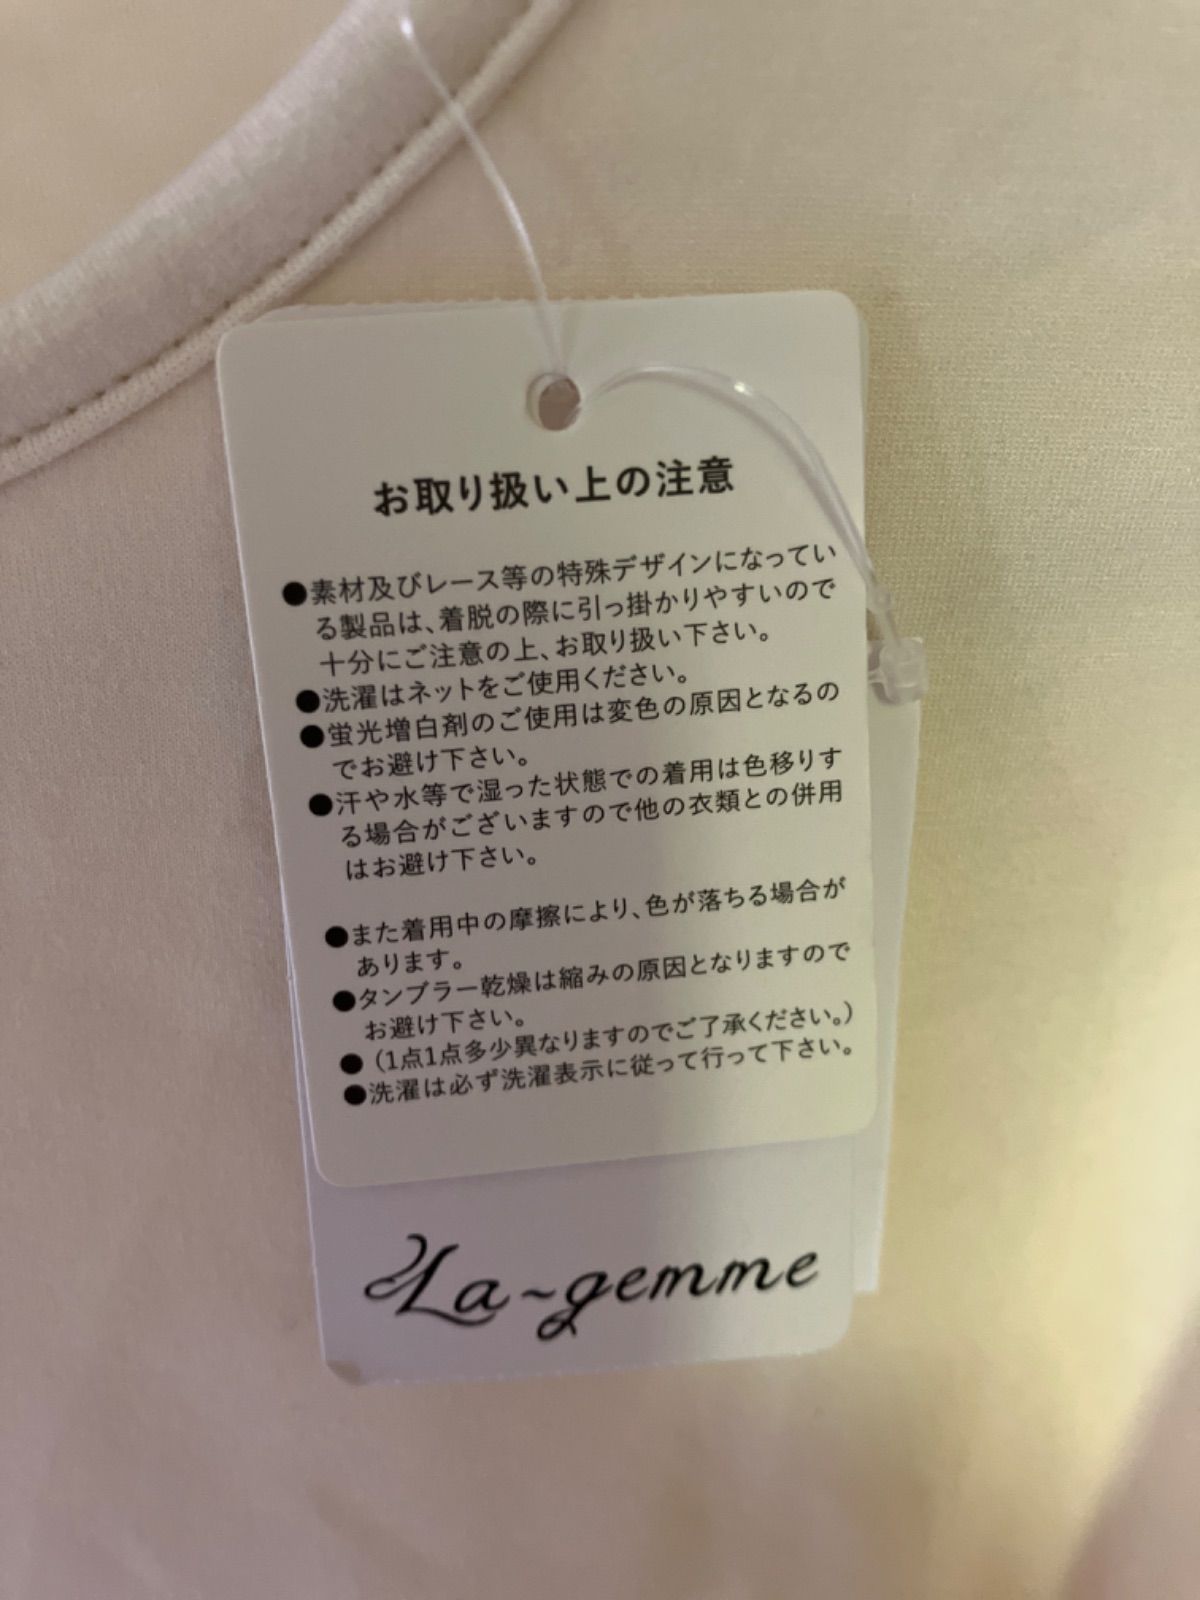 お取り扱い上の注意
●素材及びレース等の特殊デザインになってい
る製品は、着脱の際に引っ掛かりやすいので
十分にご注意の上、お取り扱い下さい。
●洗濯はネットをご使用ください。
●蛍光増白剤のご使用は変色の原因となるの
でお避け下さい。
●汗や水等で湿った状態での着用は色移りす
る場合がございますので他の衣類との併用
はお避け下さい。
●また着用中の摩擦により、色が落ちる場合が
あります。
●タンブラー乾燥は縮みの原因となりますので
お避け下さい。
●（1点1点多少異なりますのでご了承ください。）
●洗濯は必ず洗濯表示に従って行って下さい。
La~gemme